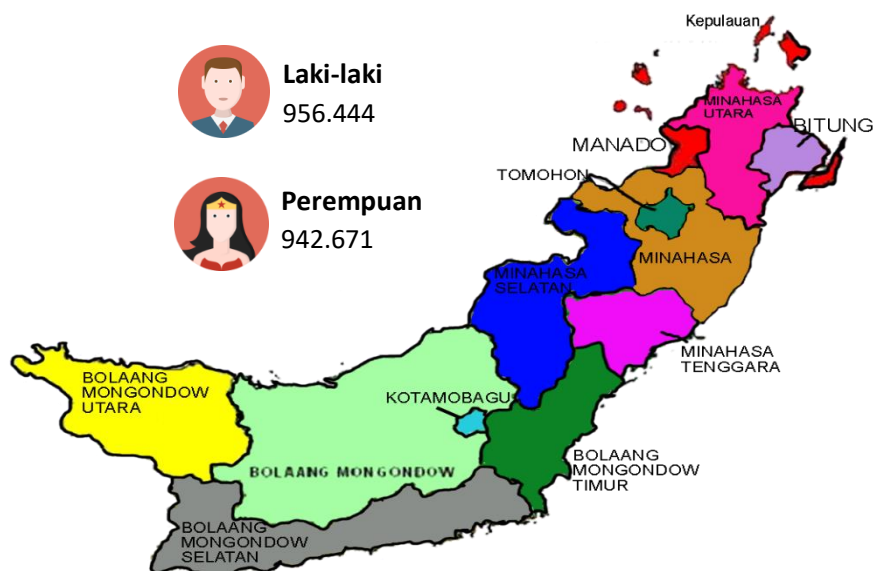 Kepulauan
Laki-laki
956.444
Perempuan
942.671
MINAHASA
UTARA
BITUNG
MANADO
TOMOHON
MINAHASA
MINAHASA
SELATAN
MINAHASA
TENGGARA
BOLAANG
MONGONDOW
UTARA
KOTAMOBAGU
BOLAANG MONGONDOW
BOLAANG
MONGONDOW
TIMUR
BOLAANG
MONGONDOW
SELATAN